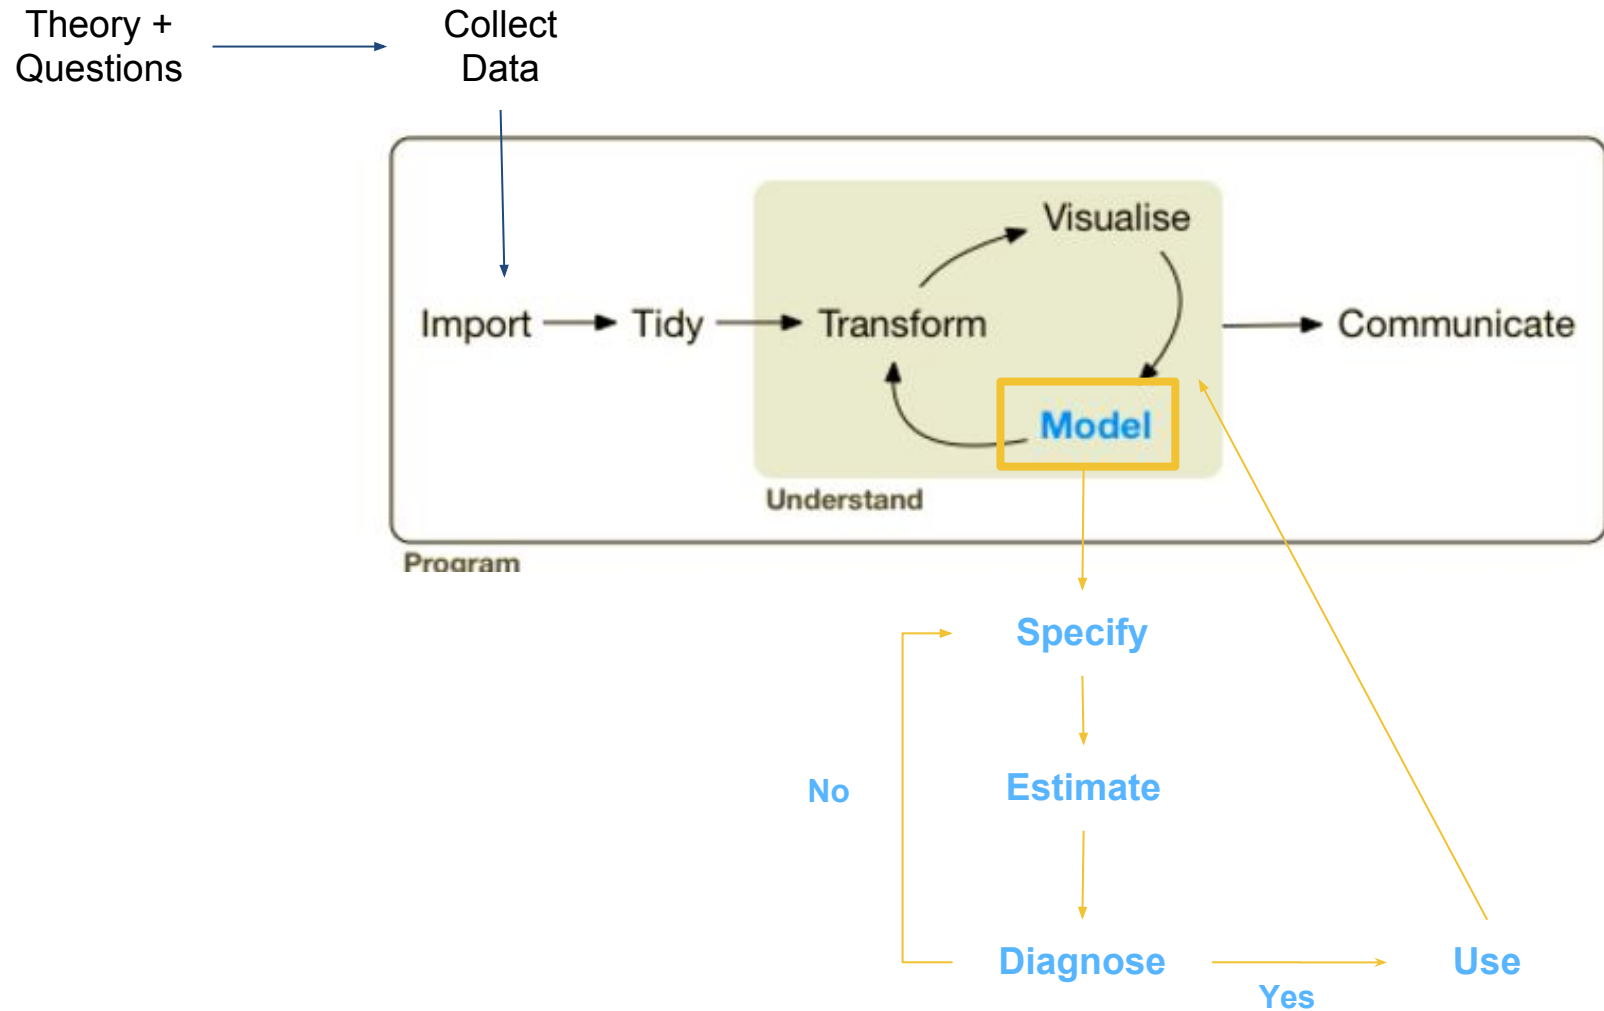 Theory +
Questions
Collect
Data
Visualise
Import
Tidy
Transform
Communicate
Model
Understand
Program
Specify
No
Estimate
Diagnose
Yes
Use